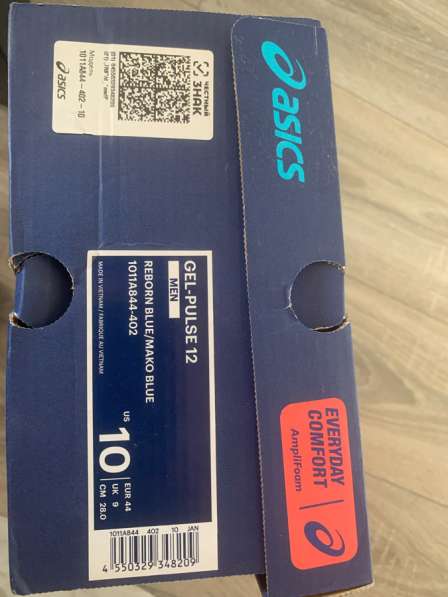 asics
EVERYDAY
COMFORT
AmpliFoam
ЧЕСТНЫЙ
ЗНАК
Модель
1011A844-402-10
asics
GEL-PULSE 12
MEN
REBORN BLUE/MAKO BLUE
1011A844-402
MADE IN VIETNAM / FABRIQUÉ AU VIETNAM
US
10
EUR 44
UK 9
CM 28.0
1011A844 402 10 JAN
4 550329 348209